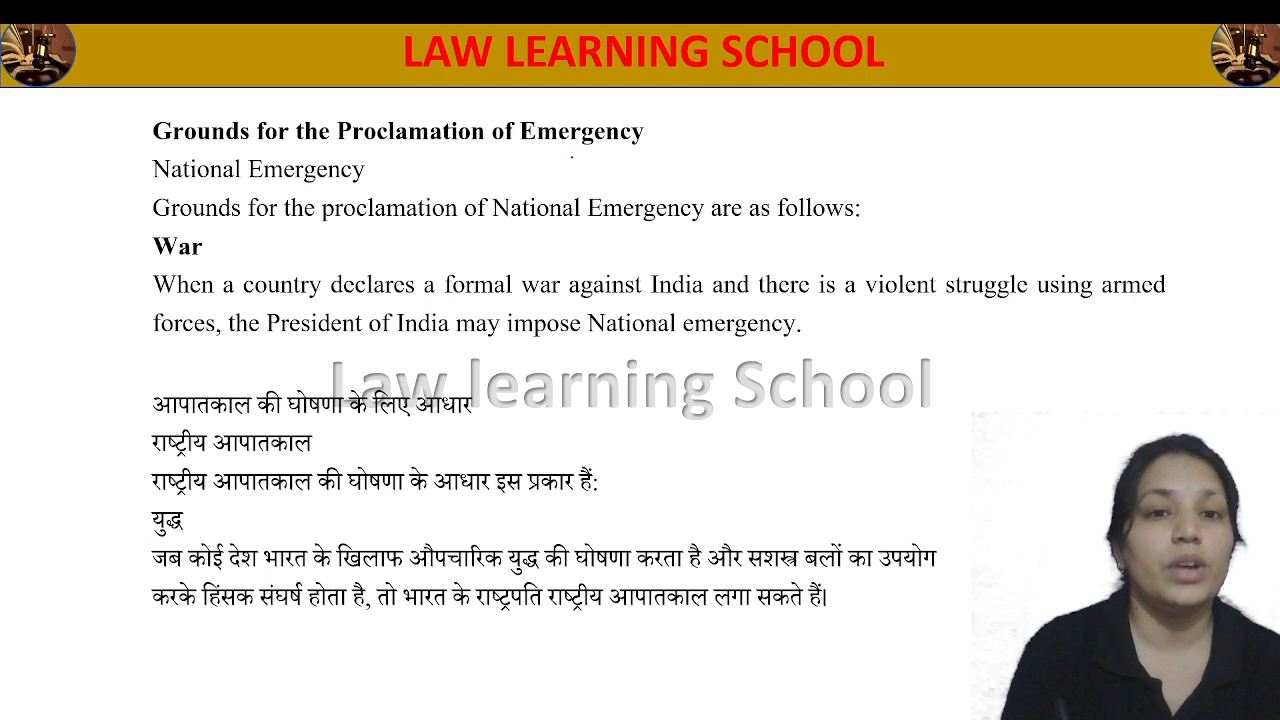 LAW LEARNING SCHOOL
Grounds for the Proclamation of Emergency
National Emergency
Grounds for the proclamation of National Emergency are as follows:
War
When a country declares a formal war against India and there is a violent struggle using armed
forces, the President of India may impose National emergency.
Law learning School
आपातकाल की घोषणा के लिए आधार
राष्ट्रीय आपातकाल
राष्ट्रीय आपातकाल की घोषणा के आधार इस प्रकार हैं:
युद्ध
जब कोई देश भारत के खिलाफ औपचारिक युद्ध की घोषणा करता है और सशस्त्र बलों का उपयोग
करके हिंसक संघर्ष होता है, तो भारत के राष्ट्रपति राष्ट्रीय आपातकाल लगा सकते हैं।